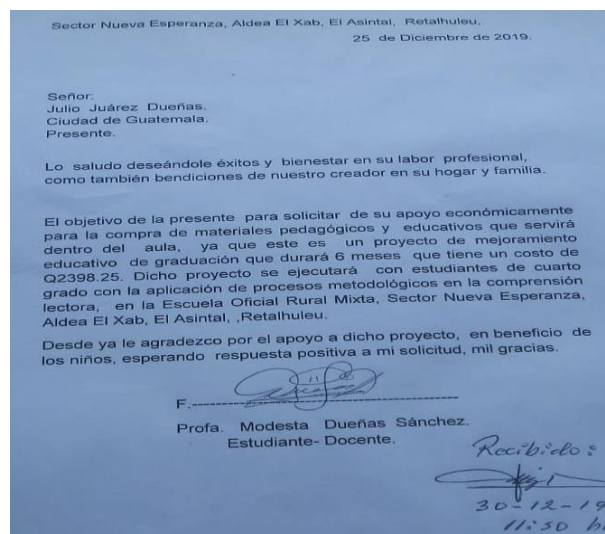 Sector Nueva Esperanza, Aldea El Xab, El Asintal, Retalhuleu,
25 de Diciembre de 2019.
Señor:
Julio Juárez Dueñas.
Ciudad de Guatemala.
Presente.
Lo saludo deseándole éxitos y bienestar en su labor profesional,
como también bendiciones de nuestro creador en su hogar y familia.
El objetivo de la presente para solicitar de su apoyo económicamente
para la compra de materiales pedagógicos y educativos que servirá
dentro del aula, ya que este es un proyecto de mejoramiento
educativo de graduación que durará 6 meses que tiene un costo de
Q2398.25. Dicho proyecto se ejecutará con estudiantes de cuarto
grado con la aplicación de procesos metodológicos en la comprensión
lectora, en la Escuela Oficial Rural Mixta, Sector Nueva Esperanza,
Aldea El Xab, El Asintal, ,Retalhuleu.
Desde ya le agradezco por el apoyo a dicho proyecto, en beneficio de
los niños, esperando respuesta positiva a mi solicitud, mil gracias.
F.-----------------------------------------
Profa. Modesta Dueñas Sánchez.
Estudiante- Docente.
Recibido:
30-12-19
11:50